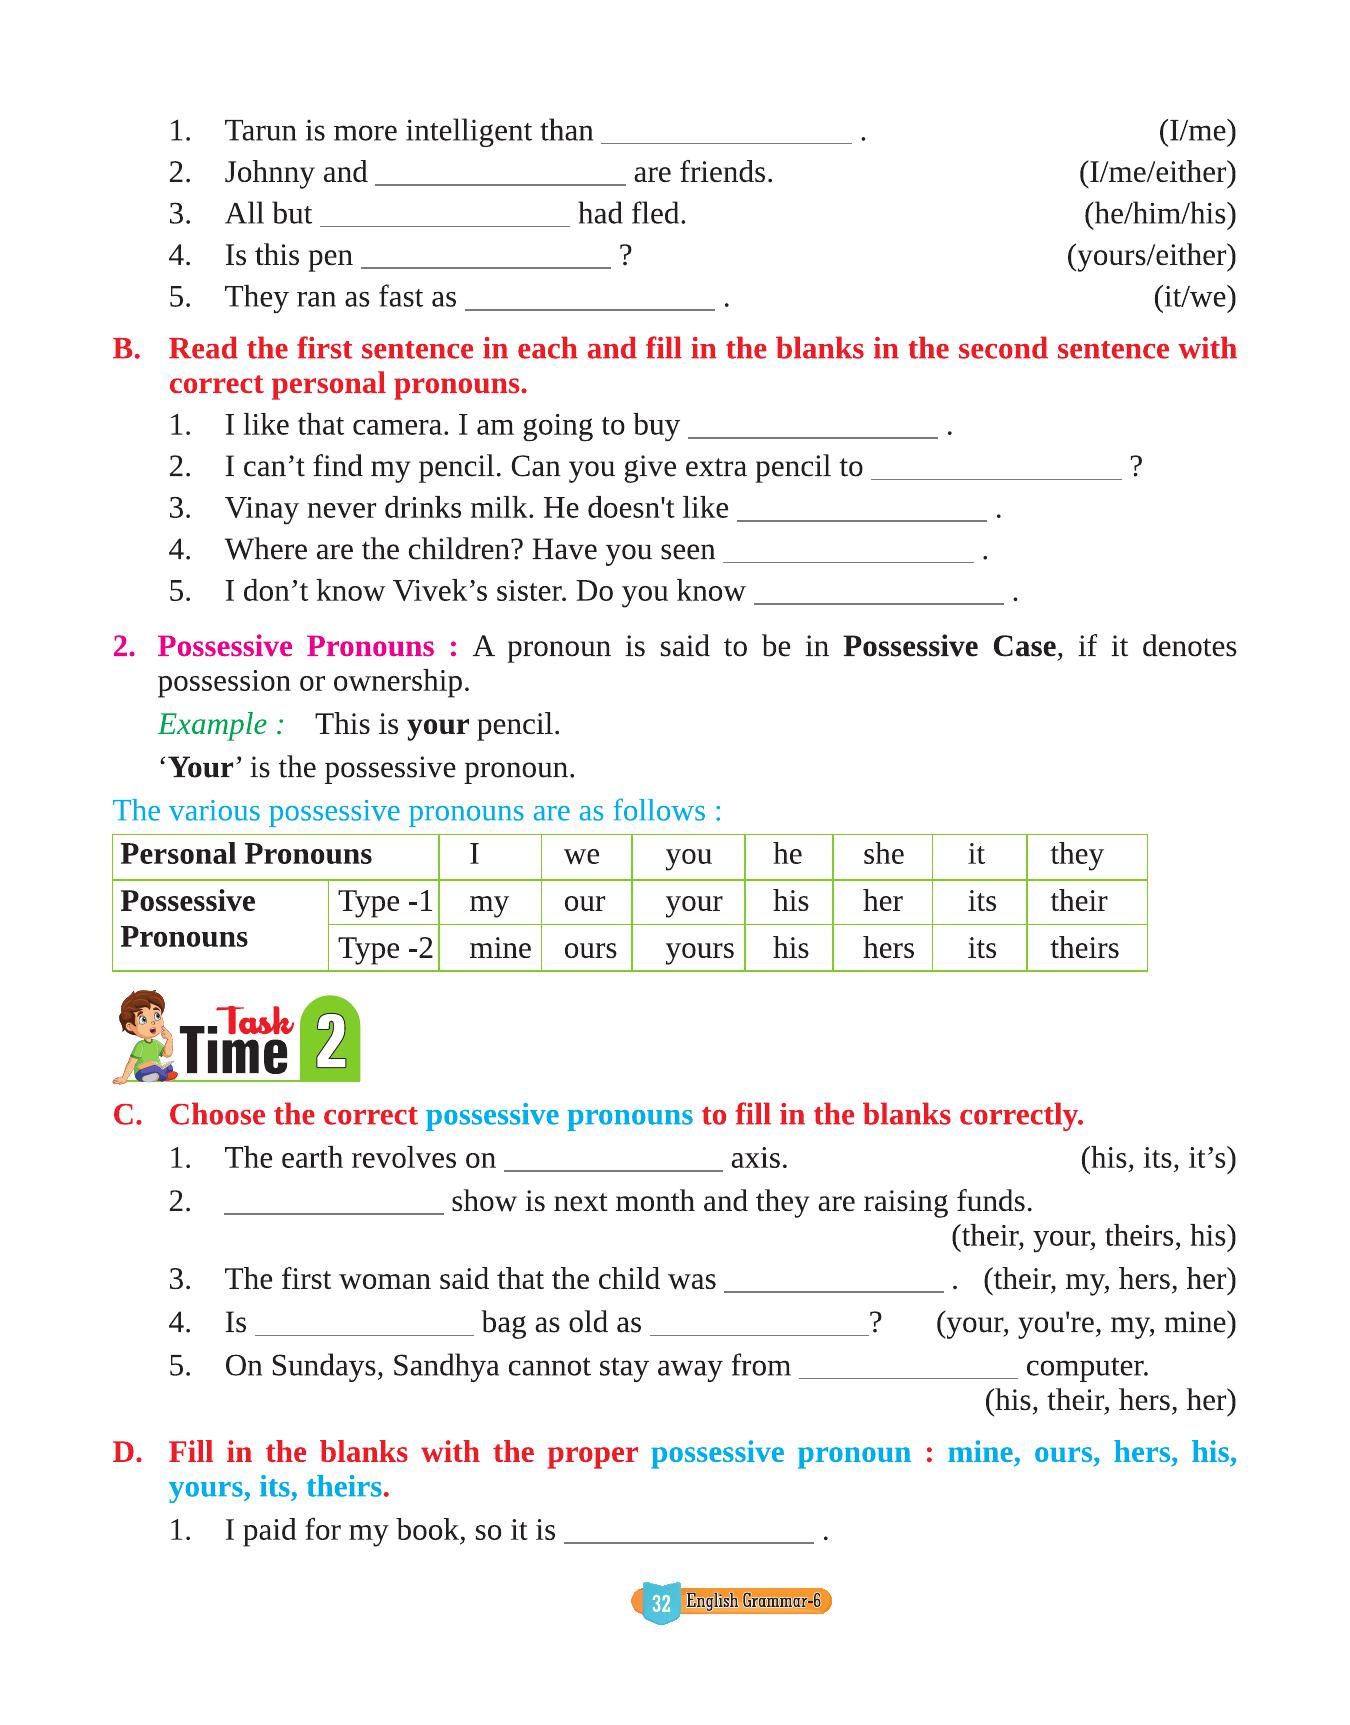 1. Tarun is more intelligent than ________________ . (I/me)
2. Johnny and ________________ are friends. (I/me/either)
3. All but ________________ had fled. (he/him/his)
4. Is this pen ________________ ? (yours/either)
5. They ran as fast as ________________ . (it/we)
B. Read the first sentence in each and fill in the blanks in the second sentence with
correct personal pronouns.
1. I like that camera. I am going to buy ________________ .
2. I can’t find my pencil. Can you give extra pencil to ________________ ?
3. Vinay never drinks milk. He doesn't like ________________ .
4. Where are the children? Have you seen ________________ .
5. I don’t know Vivek’s sister. Do you know ________________ .
2. Possessive Pronouns : A pronoun is said to be in Possessive Case, if it denotes
possession or ownership.
Example : This is your pencil.
‘Your’ is the possessive pronoun.
The various possessive pronouns are as follows :
Personal Pronouns I we you he she it they
Possessive Pronouns Type -1 my our your his her its their
Type -2 mine ours yours his hers its theirs
Task
Time 2
C. Choose the correct possessive pronouns to fill in the blanks correctly.
1. The earth revolves on ______________ axis. (his, its, it’s)
2. ______________ show is next month and they are raising funds.
(their, your, theirs, his)
3. The first woman said that the child was ______________ . (their, my, hers, her)
4. Is ______________ bag as old as ______________? (your, you're, my, mine)
5. On Sundays, Sandhya cannot stay away from ______________ computer.
(his, their, hers, her)
D. Fill in the blanks with the proper possessive pronoun : mine, ours, hers, his,
yours, its, theirs.
1. I paid for my book, so it is ________________ .
32 English Grammar-6